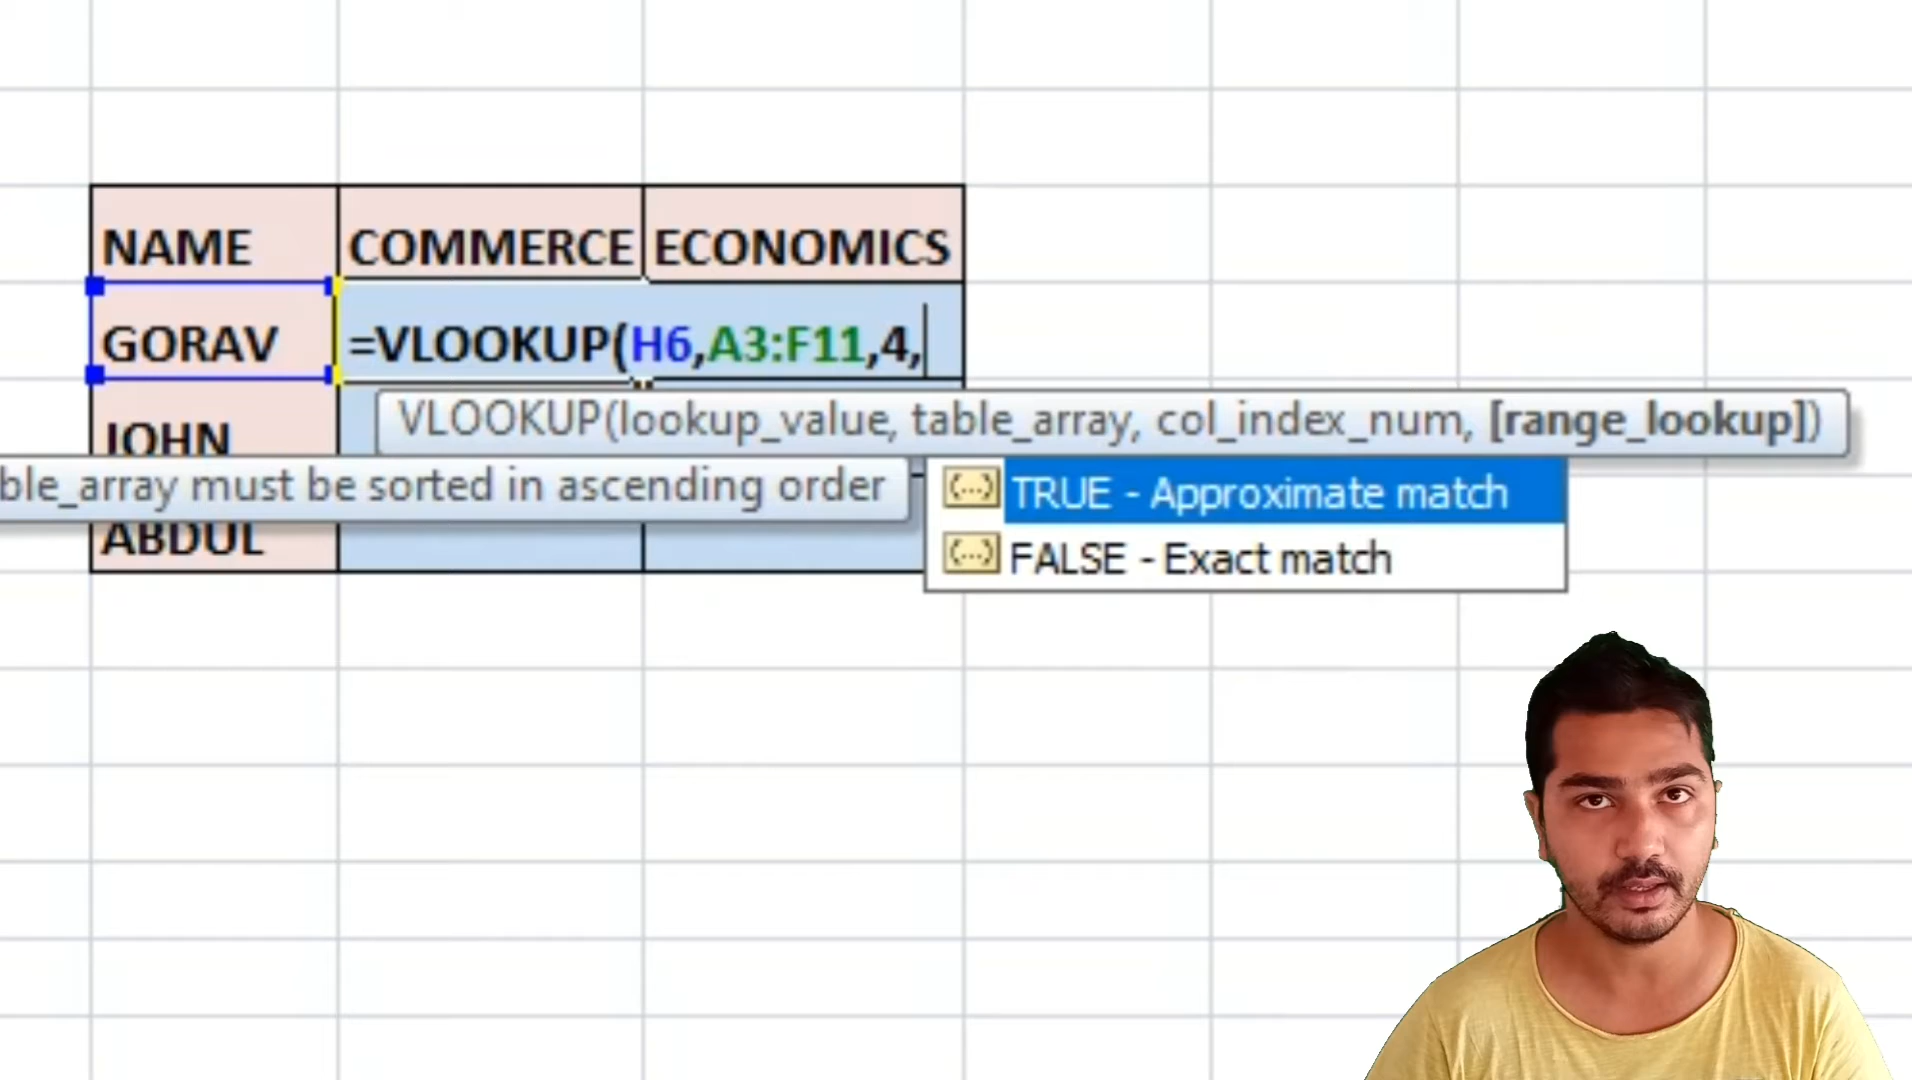 NAME COMMERCE ECONOMICS
GORAV =VLOOKUP(H6,A3:F11,4,
VLOOKUP(lookup_value, table_array, col_index_num, [range_lookup])
JOHN
ble_array must be sorted in ascending order
(...) TRUE - Approximate match
ABDUL
(...) FALSE - Exact match